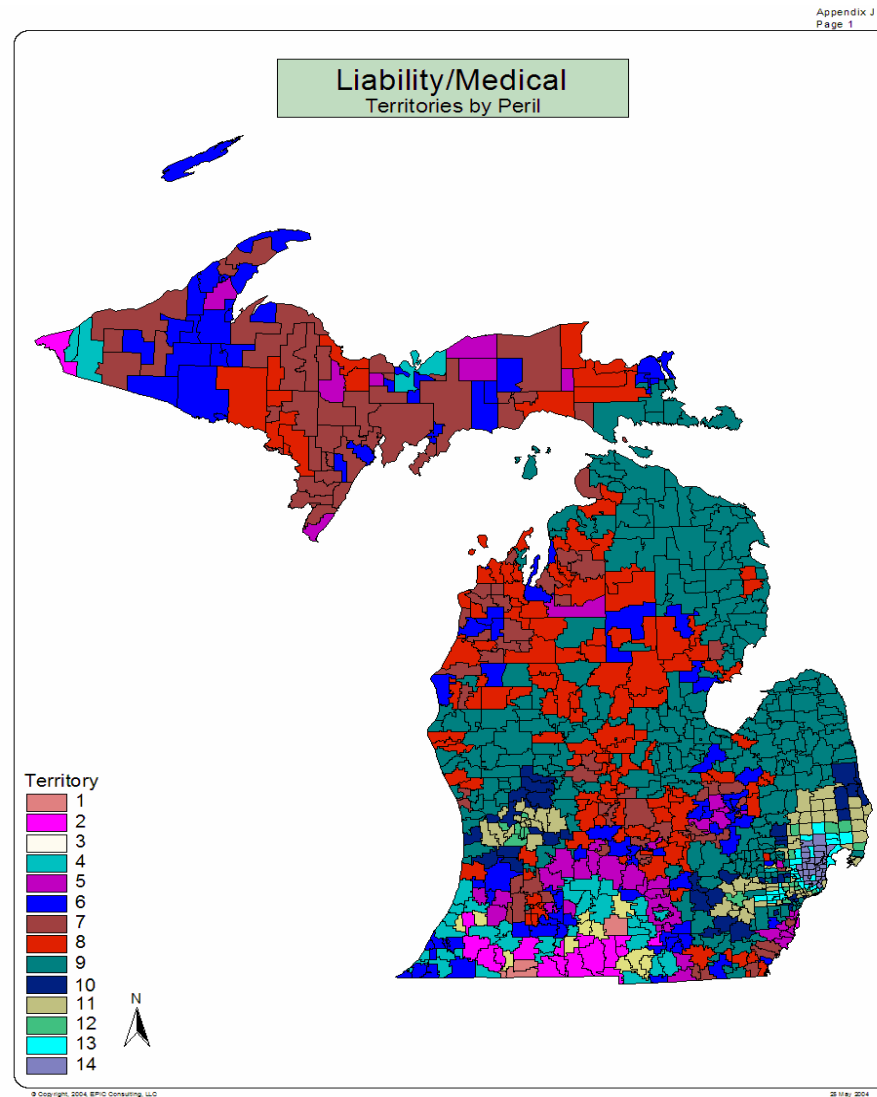 Appendix J
Page 1
Liability/Medical
Territories by Peril
Territory
1
2
3
4
5
6
7
8
9
10
11
12
13
14
N
© Copyright, 2004, EPIC Consulting, LLC
25 May 2004